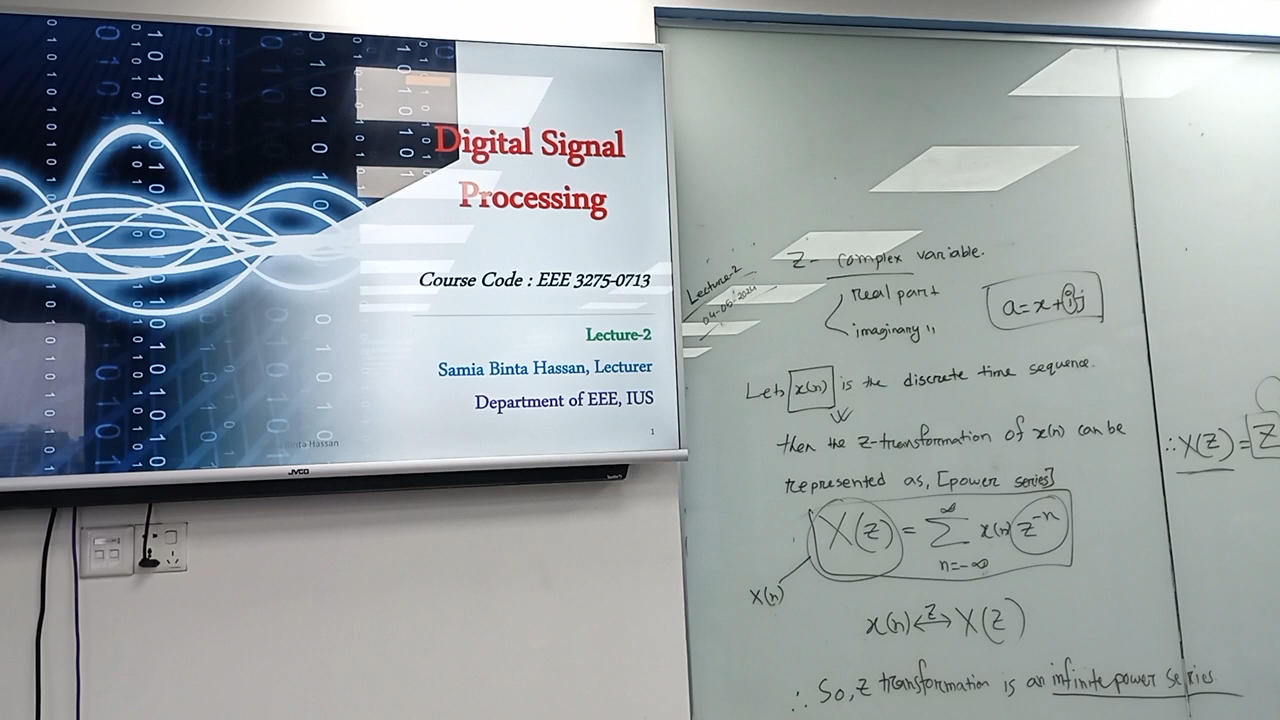 Digital Signal
Processing
Course Code : EEE 3275-0713
Lecture-2
Samia Binta Hassan, Lecturer
Department of EEE, IUS
1
Hassan
JVCO
Lecture-2
04-05-2024
Z - complex variable.
real part
imaginary "
a = x + j
Let, x(n) is the discrete time sequence.
then the Z-transformation of x(n) can be
represented as, [power series]
X(z) = ∑ x(n) z⁻ⁿ
∞
n=-∞
X(n)
x(n) ⟷ X(Z)
Z
∴ So, Z transformation is an infinite power series
∴ X(Z) = Z